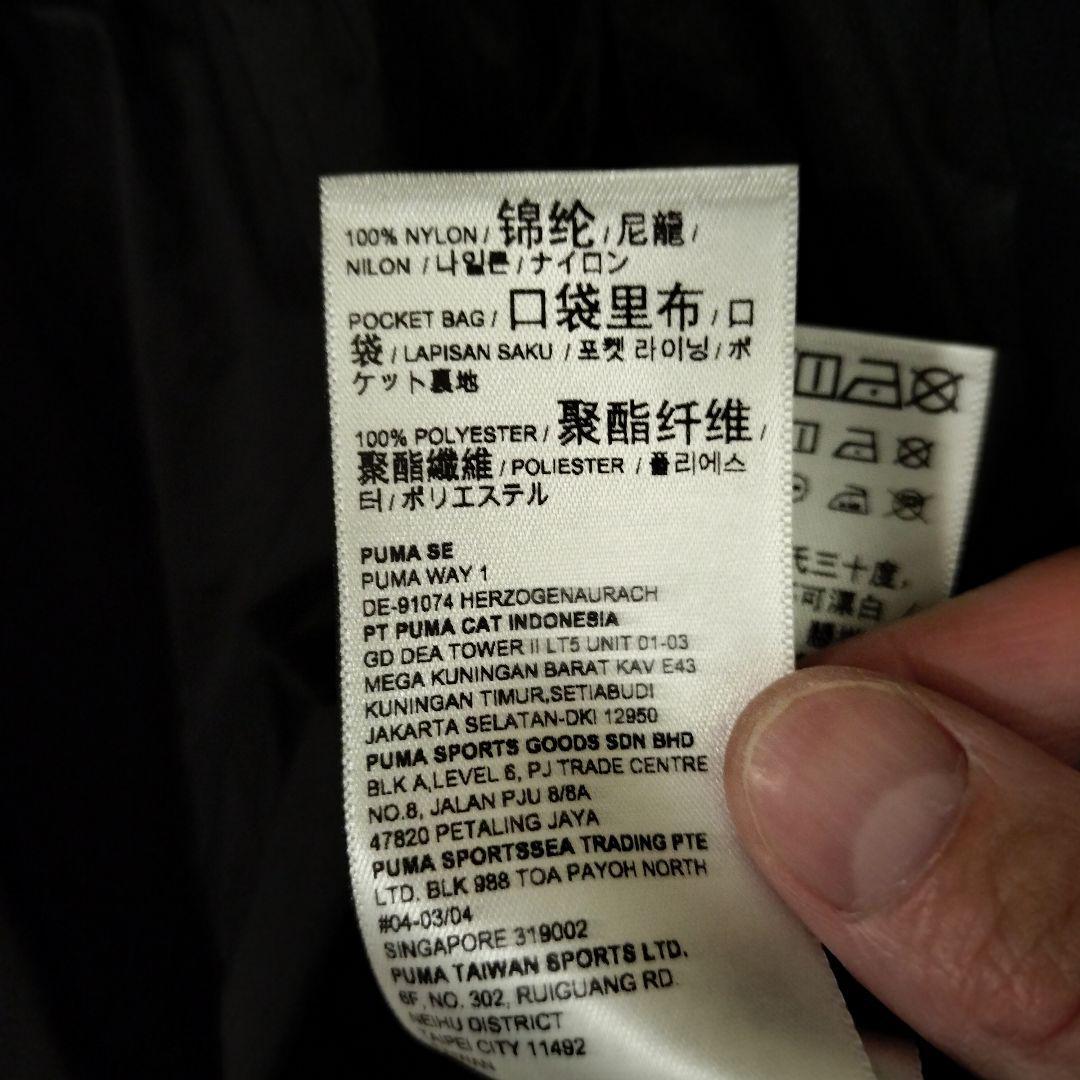 100% NYLON / 锦纶 / 尼龍 /
NILON / 나일론 / ナイロン
POCKET BAG / 口袋里布 / 口
袋 / LAPISAN SAKU / 포켓 라이닝 / ポ
ケット裏地
100% POLYESTER / 聚酯纤维 /
聚酯纖維 / POLIESTER / 폴리에스
터 / ポリエステル
PUMA SE
PUMA WAY 1
DE-91074 HERZOGENAURACH
PT PUMA CAT INDONESIA
GD DEA TOWER II LT5 UNIT 01-03
MEGA KUNINGAN BARAT KAV E43
KUNINGAN TIMUR,SETIABUDI
JAKARTA SELATAN-DKI 12950
PUMA SPORTS GOODS SDN BHD
BLK A,LEVEL 6, PJ TRADE CENTRE
NO.8, JALAN PJU 8/8A
47820 PETALING JAYA
PUMA SPORTSSEA TRADING PTE
LTD. BLK 988 TOA PAYOH NORTH
#04-03/04
SINGAPORE 319002
PUMA TAIWAN SPORTS LTD.
6F, NO. 302, RUIGUANG RD.
NEIHU DISTRICT
TAIPEI CITY 11492
氏三十度,
可漂白